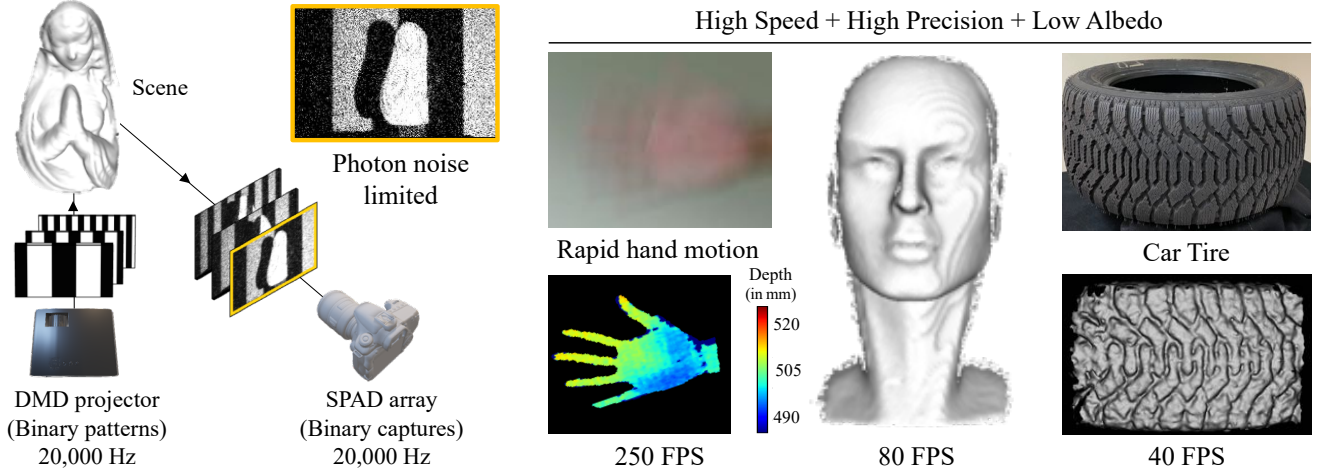 High Speed + High Precision + Low Albedo
Scene
Photon noise
limited
Rapid hand motion
Car Tire
Depth
(in mm)
520
505
490
DMD projector
(Binary patterns)
20,000 Hz
SPAD array
(Binary captures)
20,000 Hz
250 FPS
80 FPS
40 FPS